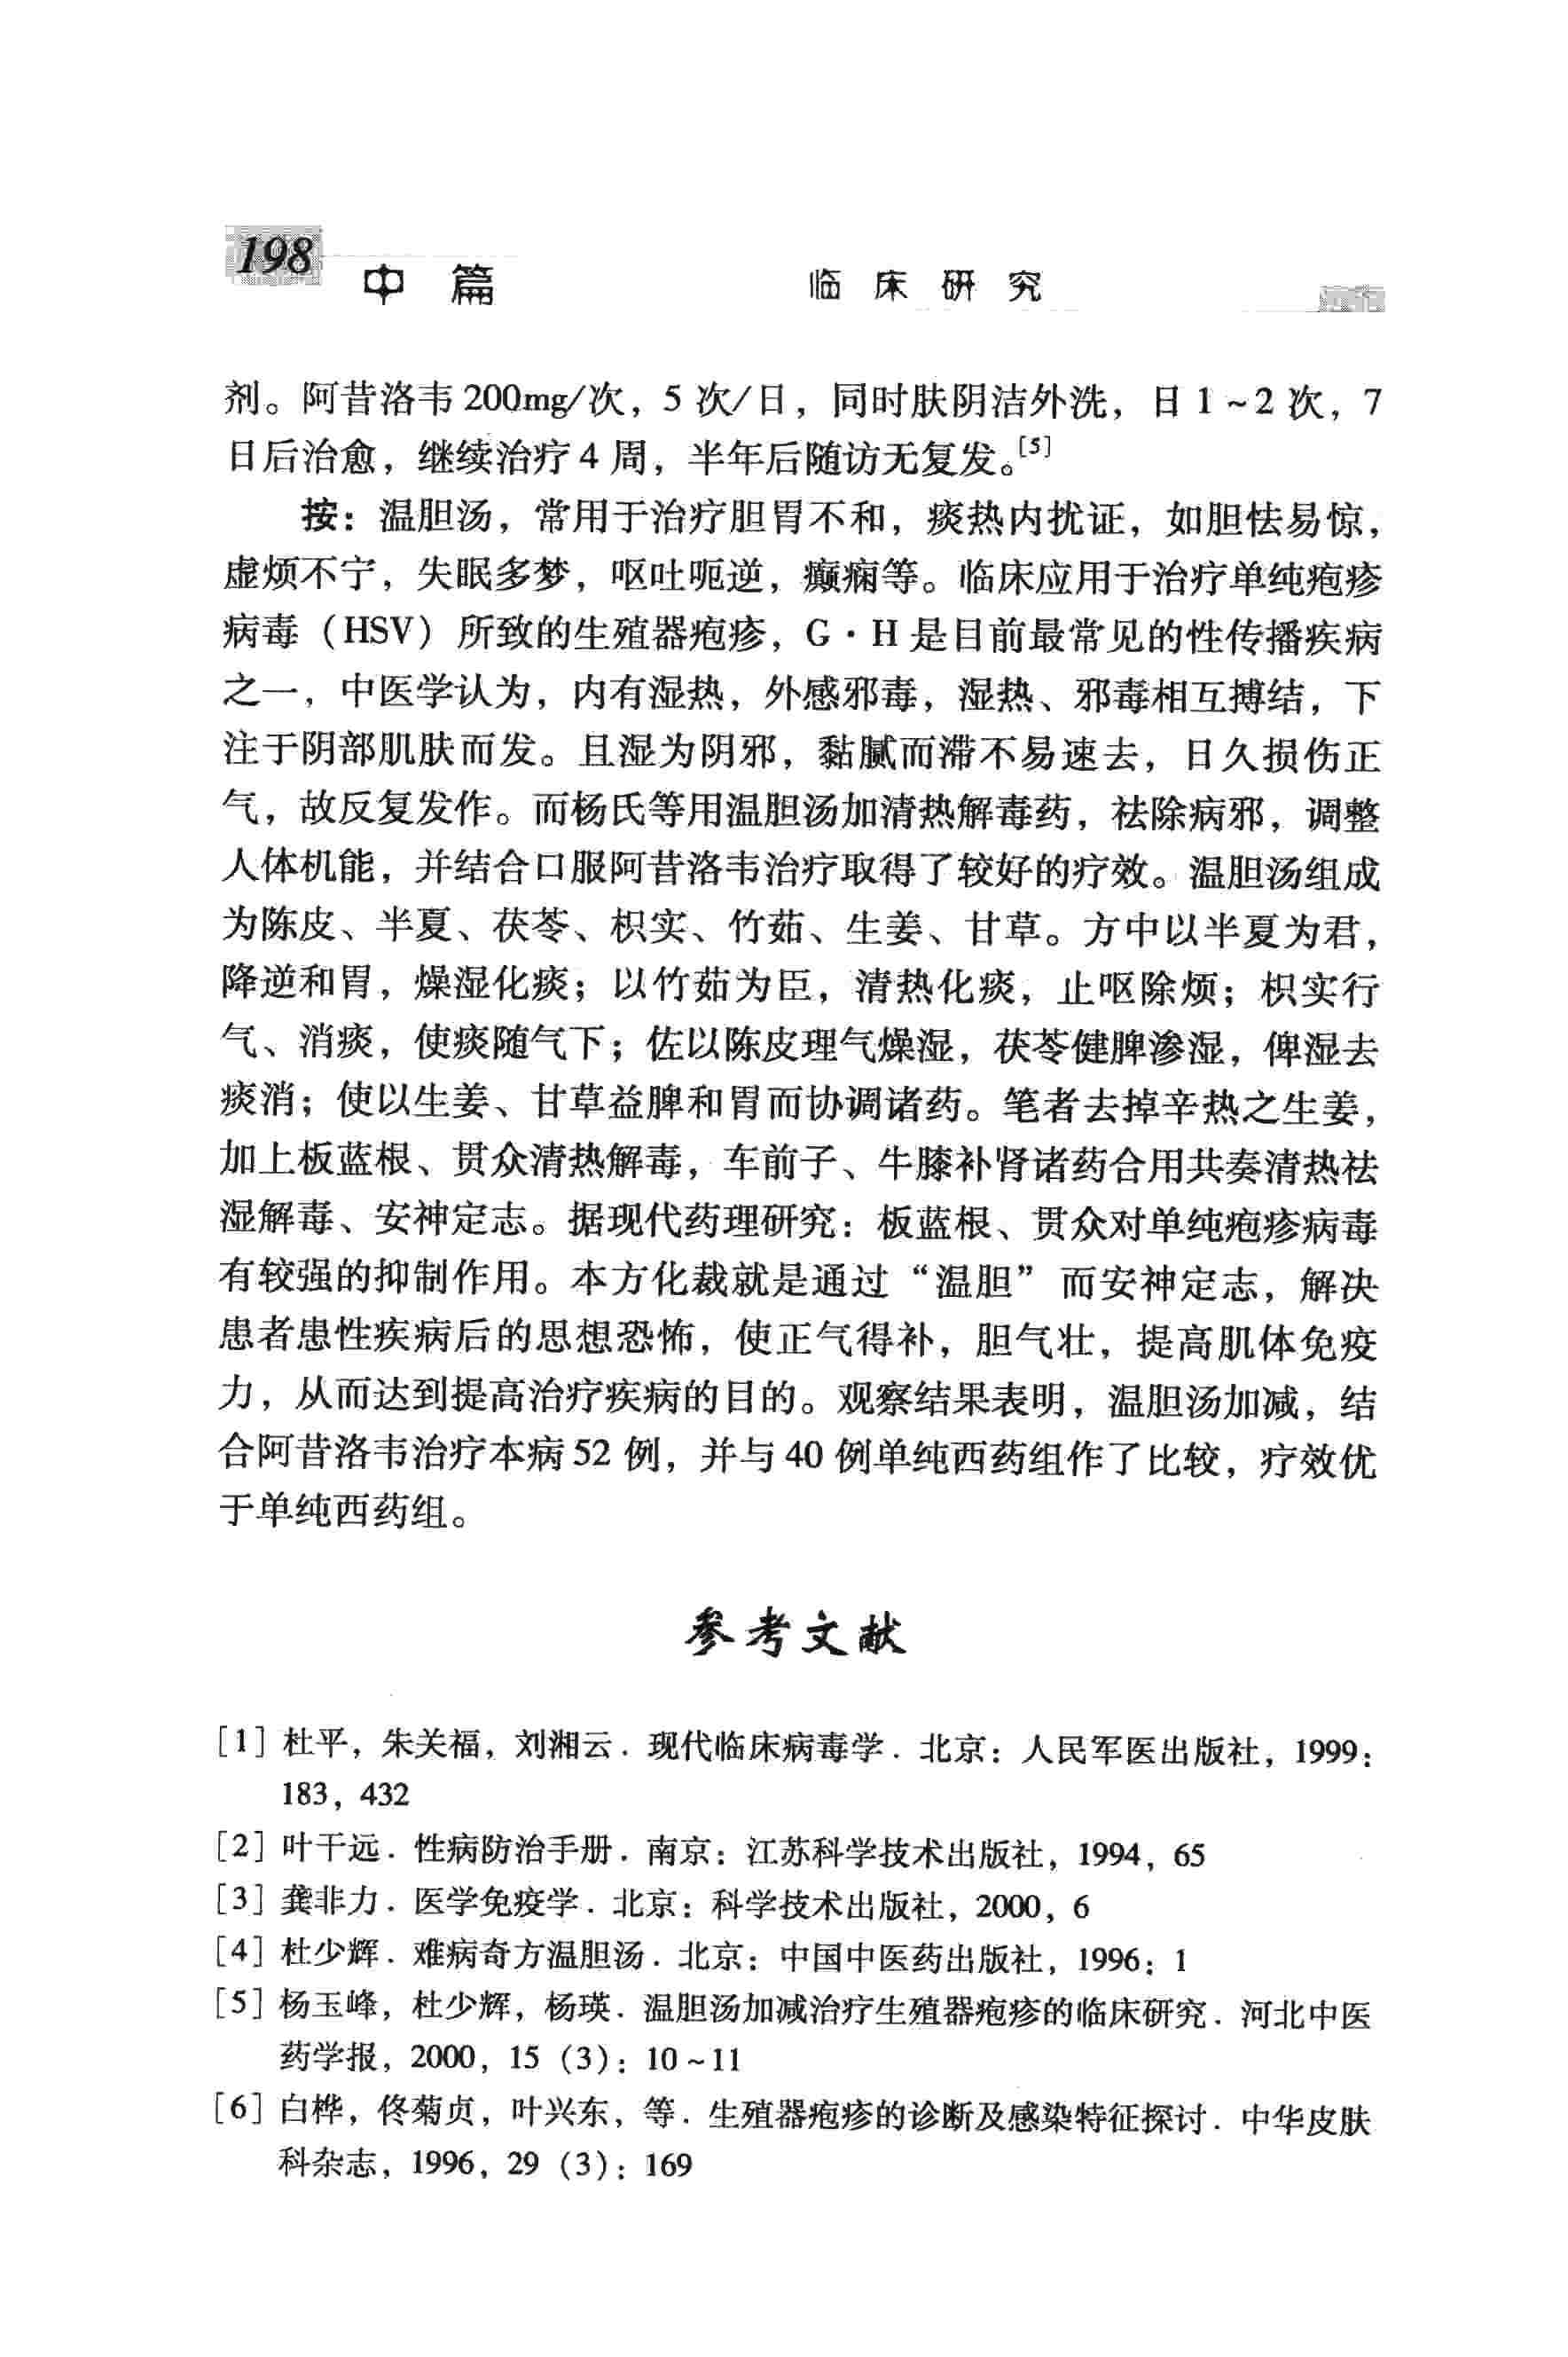 198
中 篇 临 床 研 究
剂。阿昔洛韦 200mg/次，5 次/日，同时肤阴洁外洗，日 1 ~ 2 次，7
日后治愈，继续治疗 4 周，半年后随访无复发。[5]
按：温胆汤，常用于治疗胆胃不和，痰热内扰证，如胆怯易惊，
虚烦不宁，失眠多梦，呕吐呃逆，癫痫等。临床应用于治疗单纯疱疹
病毒（HSV）所致的生殖器疱疹，G·H 是目前最常见的性传播疾病
之一，中医学认为，内有湿热，外感邪毒，湿热、邪毒相互搏结，下
注于阴部肌肤而发。且湿为阴邪，黏腻而滞不易速去，日久损伤正
气，故反复发作。而杨氏等用温胆汤加清热解毒药，祛除病邪，调整
人体机能，并结合口服阿昔洛韦治疗取得了较好的疗效。温胆汤组成
为陈皮、半夏、茯苓、枳实、竹茹、生姜、甘草。方中以半夏为君，
降逆和胃，燥湿化痰；以竹茹为臣，清热化痰，止呕除烦；枳实行
气、消痰，使痰随气下；佐以陈皮理气燥湿，茯苓健脾渗湿，俾湿去
痰消；使以生姜、甘草益脾和胃而协调诸药。笔者去掉辛热之生姜，
加上板蓝根、贯众清热解毒，车前子、牛膝补肾诸药合用共奏清热祛
湿解毒、安神定志。据现代药理研究：板蓝根、贯众对单纯疱疹病毒
有较强的抑制作用。本方化裁就是通过“温胆”而安神定志，解决
患者患性疾病后的思想恐怖，使正气得补，胆气壮，提高肌体免疫
力，从而达到提高治疗疾病的目的。观察结果表明，温胆汤加减，结
合阿昔洛韦治疗本病 52 例，并与 40 例单纯西药组作了比较，疗效优
于单纯西药组。
参考文献
[1] 杜平，朱关福，刘湘云．现代临床病毒学．北京：人民军医出版社，1999：
183，432
[2] 叶干远．性病防治手册．南京：江苏科学技术出版社，1994，65
[3] 龚非力．医学免疫学．北京：科学技术出版社，2000，6
[4] 杜少辉．难病奇方温胆汤．北京：中国中医药出版社，1996：1
[5] 杨玉峰，杜少辉，杨瑛．温胆汤加减治疗生殖器疱疹的临床研究．河北中医
药学报，2000，15（3）：10 ~ 11
[6] 白桦，佟菊贞，叶兴东，等．生殖器疱疹的诊断及感染特征探讨．中华皮肤
科杂志，1996，29（3）：169